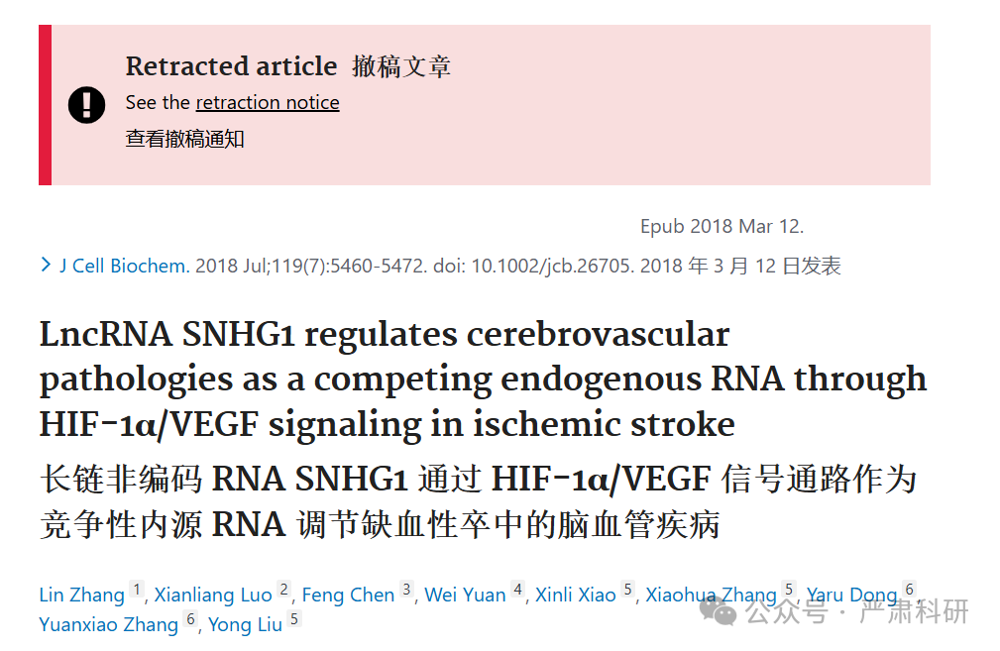 Retracted article 撤稿文章
See the retraction notice
查看撤稿通知
Epub 2018 Mar 12.
J Cell Biochem. 2018 Jul;119(7):5460-5472. doi: 10.1002/jcb.26705. 2018 年 3 月 12 日发表
LncRNA SNHG1 regulates cerebrovascular
pathologies as a competing endogenous RNA through
HIF-1α/VEGF signaling in ischemic stroke
长链非编码 RNA SNHG1 通过 HIF-1α/VEGF 信号通路作为
竞争性内源 RNA 调节缺血性卒中的脑血管疾病
Lin Zhang 1, Xianliang Luo 2, Feng Chen 3, Wei Yuan 4, Xinli Xiao 5, Xiaohua Zhang 5, Yaru Dong 6,
Yuanxiao Zhang 6, Yong Liu 5
公众号 · 严肃科研